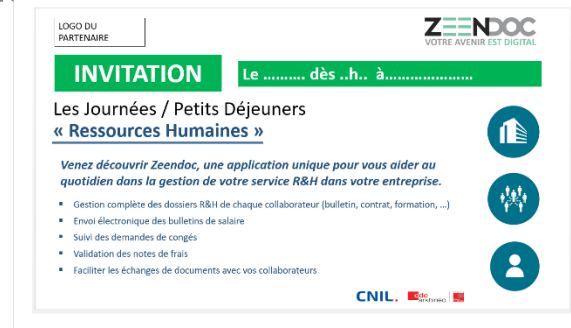 LOGO DU
PARTENAIRE
ZEENDOC
VOTRE AVENIR EST DIGITAL
INVITATION
Le .......... dès ..h.. à.....................
Les Journées / Petits Déjeuners
« Ressources Humaines »
Venez découvrir Zeendoc, une application unique pour vous aider au
quotidien dans la gestion de votre service R&H dans votre entreprise.
▪ Gestion complète des dossiers R&H de chaque collaborateur (bulletin, contrat, formation, ...)
▪ Envoi électronique des bulletins de salaire
▪ Suivi des demandes de congés
▪ Validation des notes de frais
▪ Faciliter les échanges de documents avec vos collaborateurs
CNIL.
arkhinéo